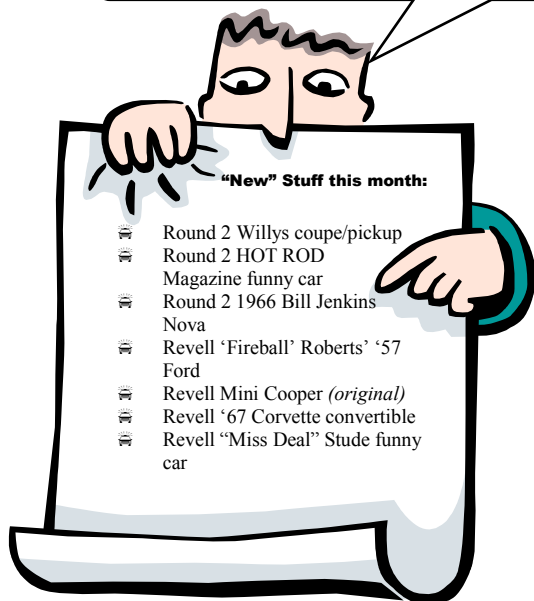 “New” Stuff this month:
Round 2 Willys coupe/pickup
Round 2 HOT ROD
Magazine funny car
Round 2 1966 Bill Jenkins
Nova
Revell ‘Fireball’ Roberts’ ‘57
Ford
Revell Mini Cooper (original)
Revell ‘67 Corvette convertible
Revell “Miss Deal” Stude funny
car